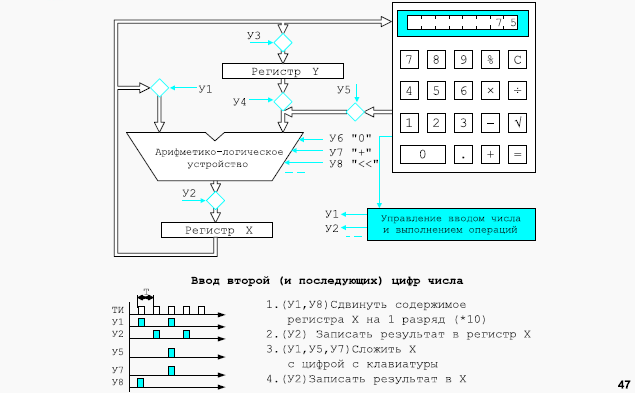 7 5
У3
Регистр Y
7 8 9 % C
У1
У4
У5
4 5 6 × ÷
1 2 3 − √
Арифметико-логическое
устройство
У6 "0"
У7 "+"
У8 "<<"
0 . + =
У2
Регистр X
У1
У2
Управление вводом числа
и выполнением операций
Ввод второй (и последующих) цифр числа
T
ТИ
У1
У2
У5
У7
У8
1.(У1,У8)Сдвинуть содержимое
регистра X на 1 разряд (*10)
2.(У2) Записать результат в регистр X
3.(У1,У5,У7)Сложить X
с цифрой с клавиатуры
4.(У2)Записать результат в X
47